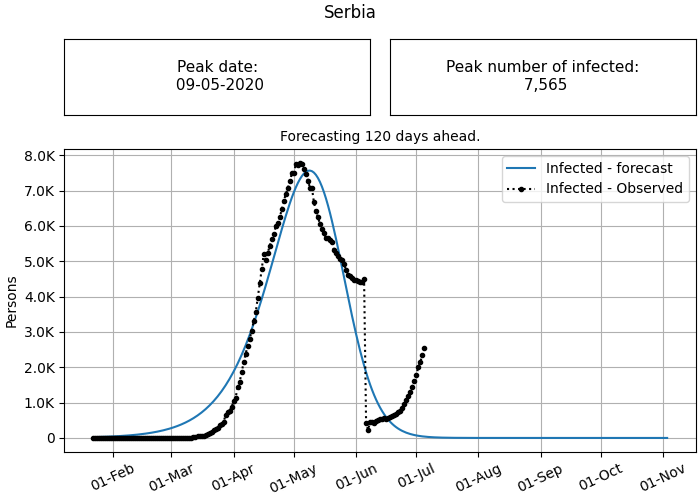 Serbia
Peak date:
09-05-2020
Peak number of infected:
7,565
Forecasting 120 days ahead.
Infected - forecast
Infected - Observed
8.0K
7.0K
6.0K
5.0K
4.0K
3.0K
2.0K
1.0K
0
Persons
01-Feb
01-Mar
01-Apr
01-May
01-Jun
01-Jul
01-Aug
01-Sep
01-Oct
01-Nov